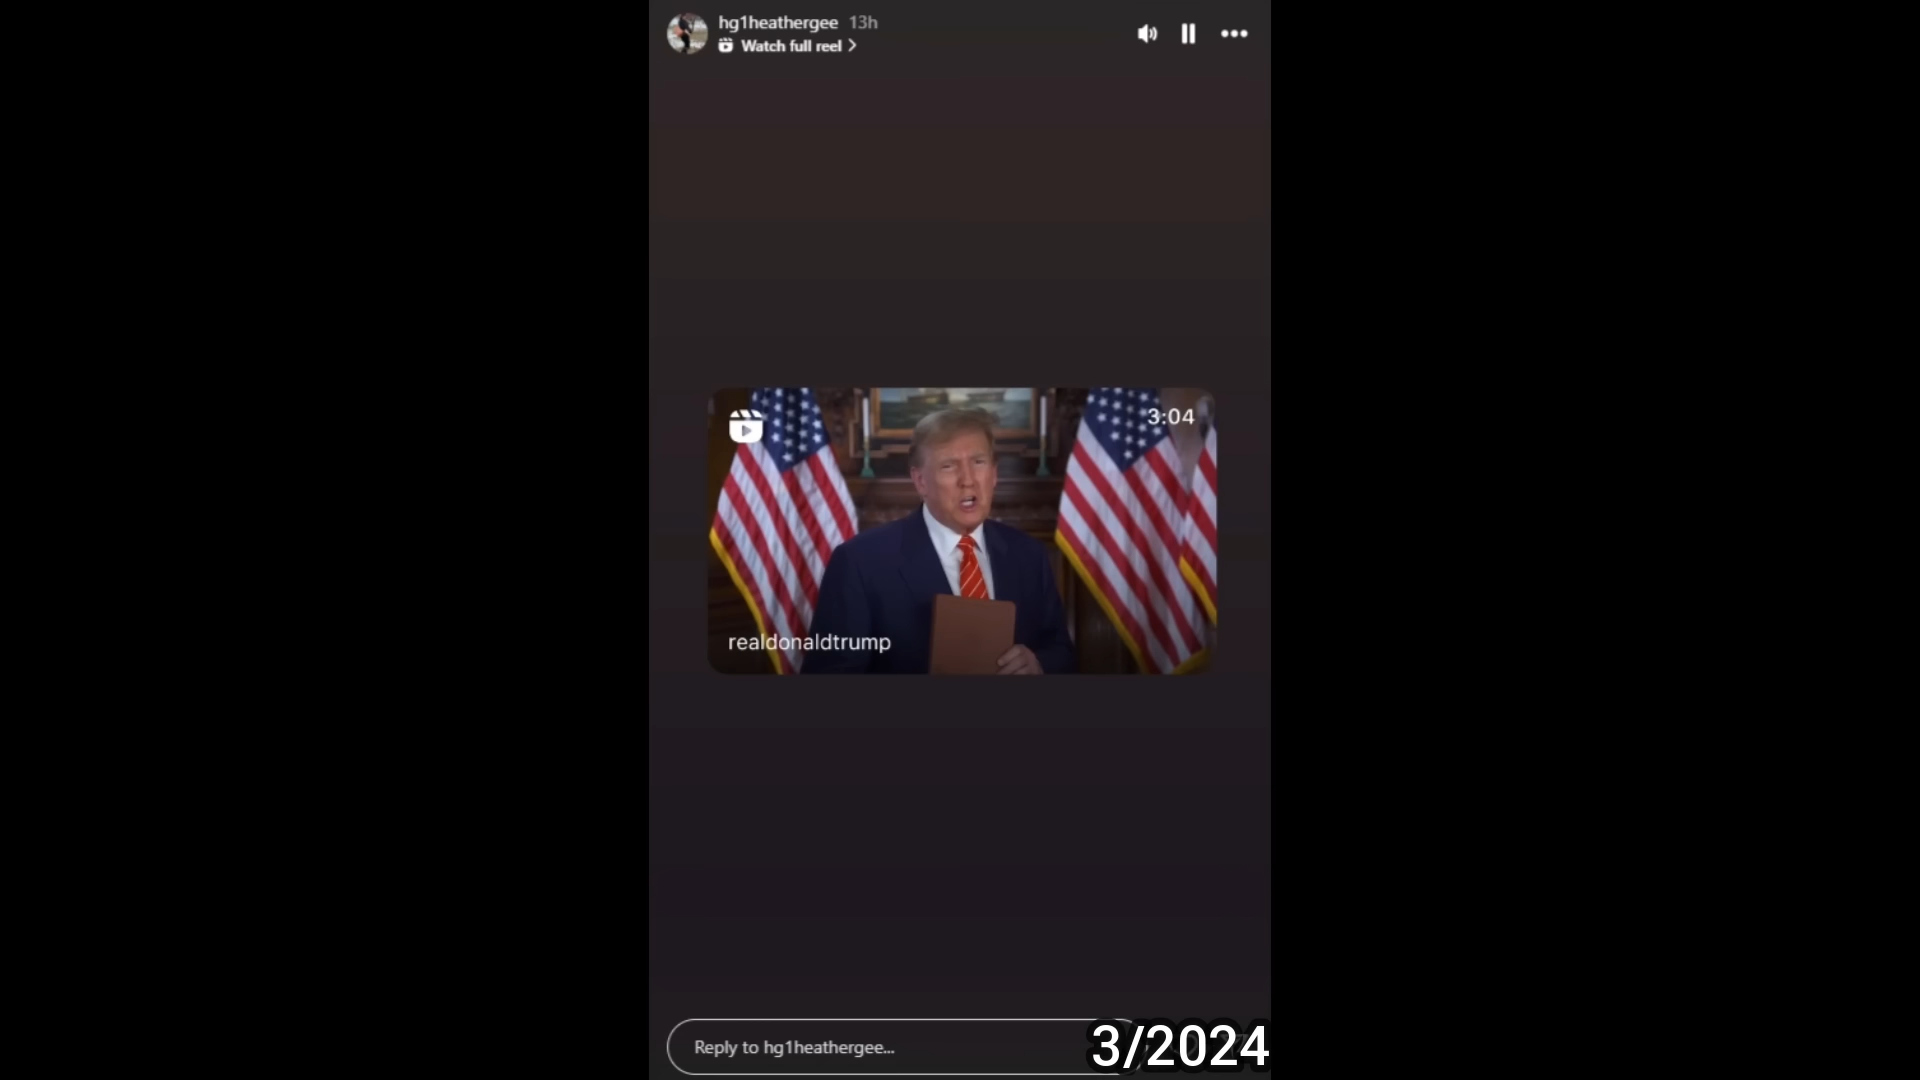 hg1heathergee 13h
Watch full reel
3:04
realdonaldtrump
Reply to hg1heathergee...
3/2024